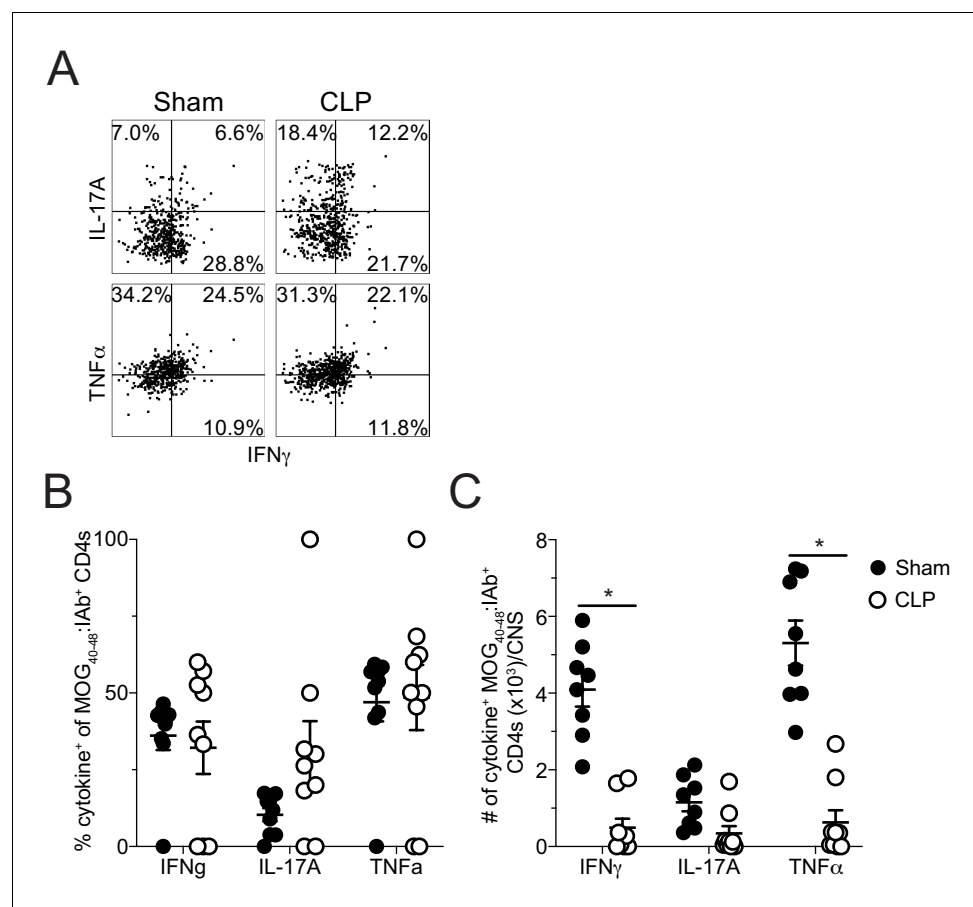 A
Sham CLP
7.0% 6.6% 18.4% 12.2%
IL-17A
28.8% 21.7%
34.2% 24.5% 31.3% 22.1%
TNFα
10.9% 11.8%
IFNγ
B
% cytokine⁺ of MOG₄₀₋₄₈:IAb⁺ CD4s
100
50
0
IFNg IL-17A TNFa
C
# of cytokine⁺ MOG₄₀₋₄₈:IAb⁺
CD4s (x10³)/CNS
8
6
4
2
0
* *
IFNγ IL-17A TNFα
Sham
CLP